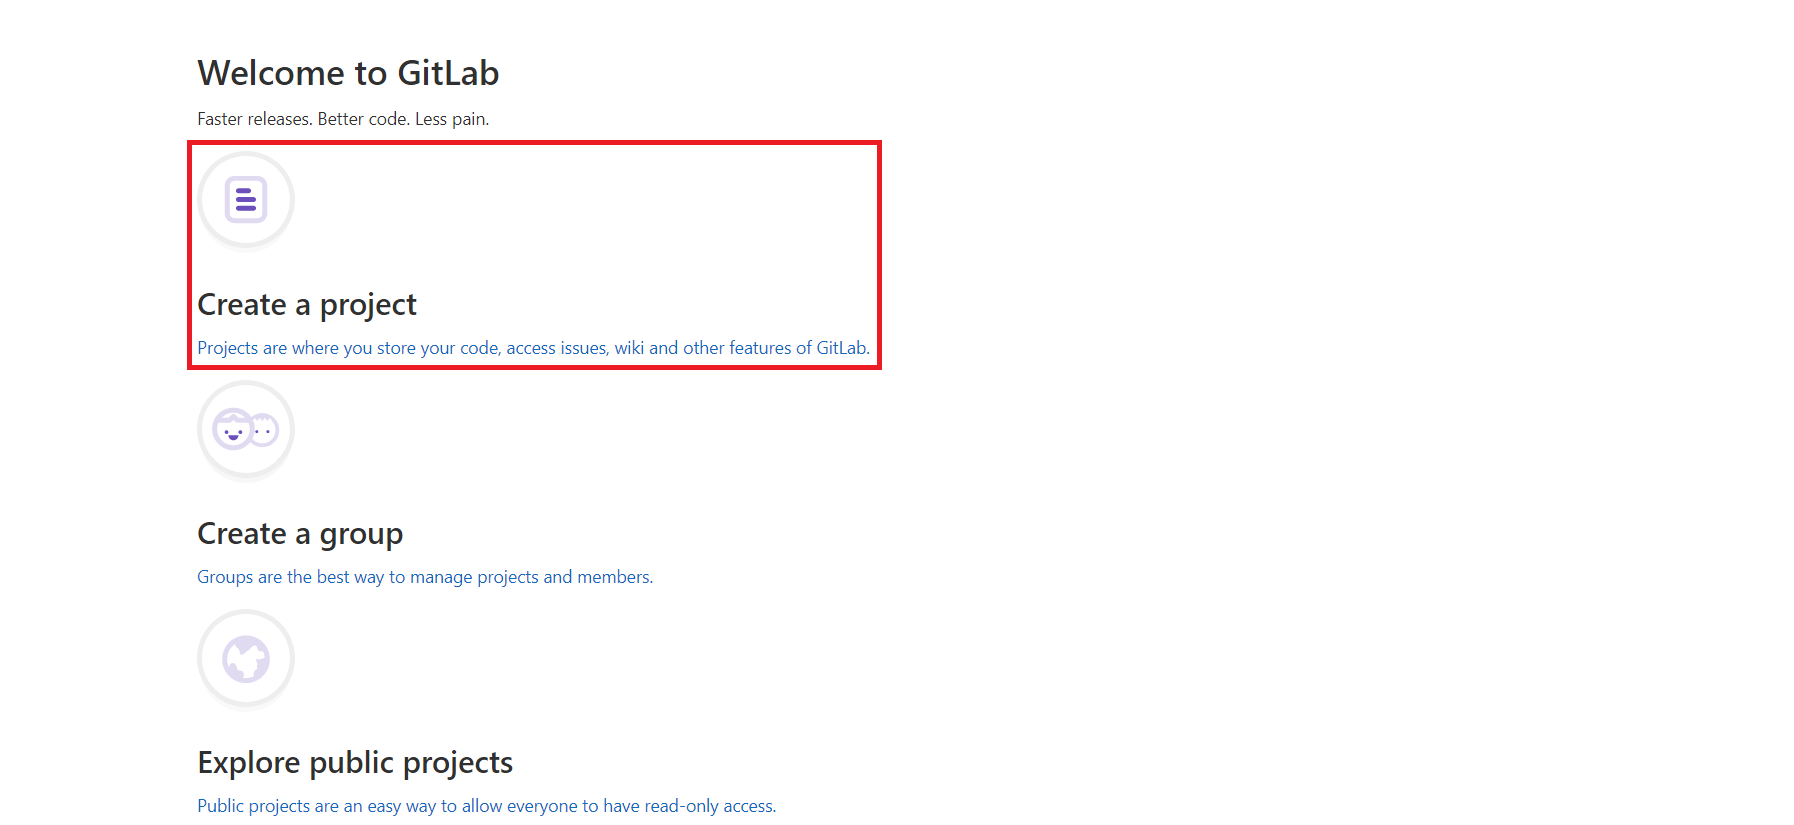 Welcome to GitLab
Faster releases. Better code. Less pain.
Create a project
Projects are where you store your code, access issues, wiki and other features of GitLab.
Create a group
Groups are the best way to manage projects and members.
Explore public projects
Public projects are an easy way to allow everyone to have read-only access.